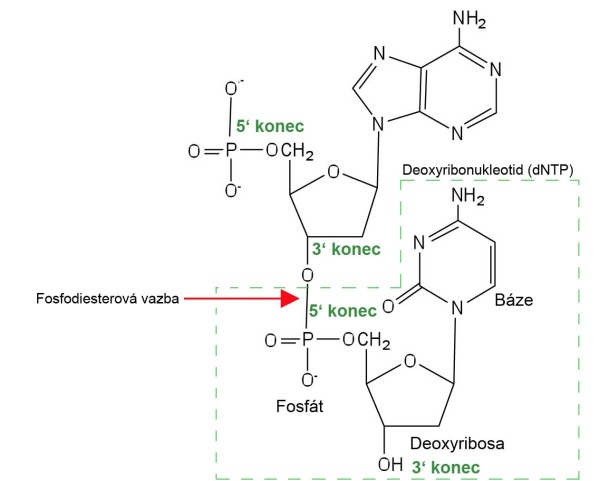 NH2
N
N
N
N
O·-
5‘ konec
O=P—OCH2
O
O-
Deoxyribonukleotid (dNTP)
NH2
3‘ konec
N
O
Fosfodiesterová vazba
5‘ konec
O
N
Báze
O=P—OCH2
O
O-
Fosfát
Deoxyribosa
OH 3‘ konec